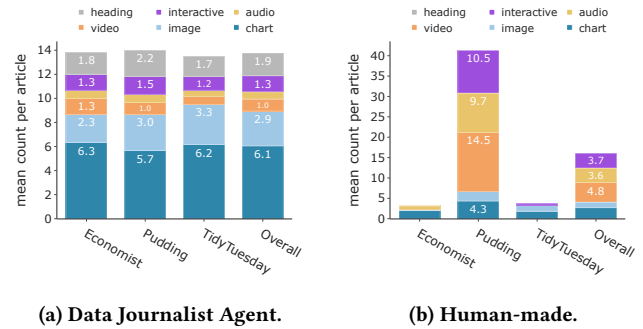 heading interactive audio
video image chart
mean count per article
14
12
10
8
6
4
2
0
1.8 2.2 1.7 1.9
1.3 1.5 1.2 1.3
1.3 1.0 1.0
2.3 3.0 3.3 2.9
6.3 5.7 6.2 6.1
Economist Pudding TidyTuesday Overall
(a) Data Journalist Agent.
heading interactive audio
video image chart
mean count per article
40
35
30
25
20
15
10
5
0
10.5
9.7
14.5
4.3
3.7
3.6
4.8
Economist Pudding TidyTuesday Overall
(b) Human-made.